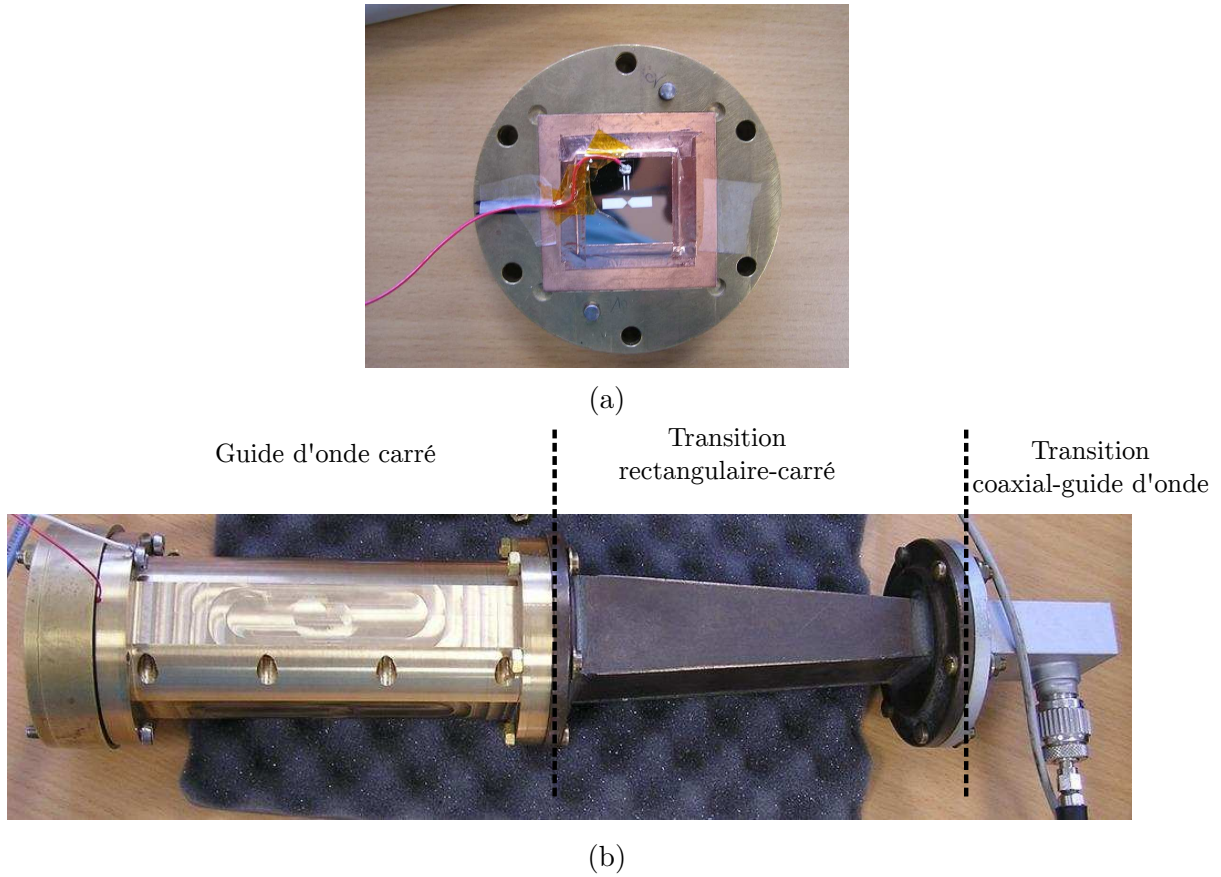 (a)
Guide d'onde carré
Transition
rectangulaire-carré
Transition
coaxial-guide d'onde
(b)